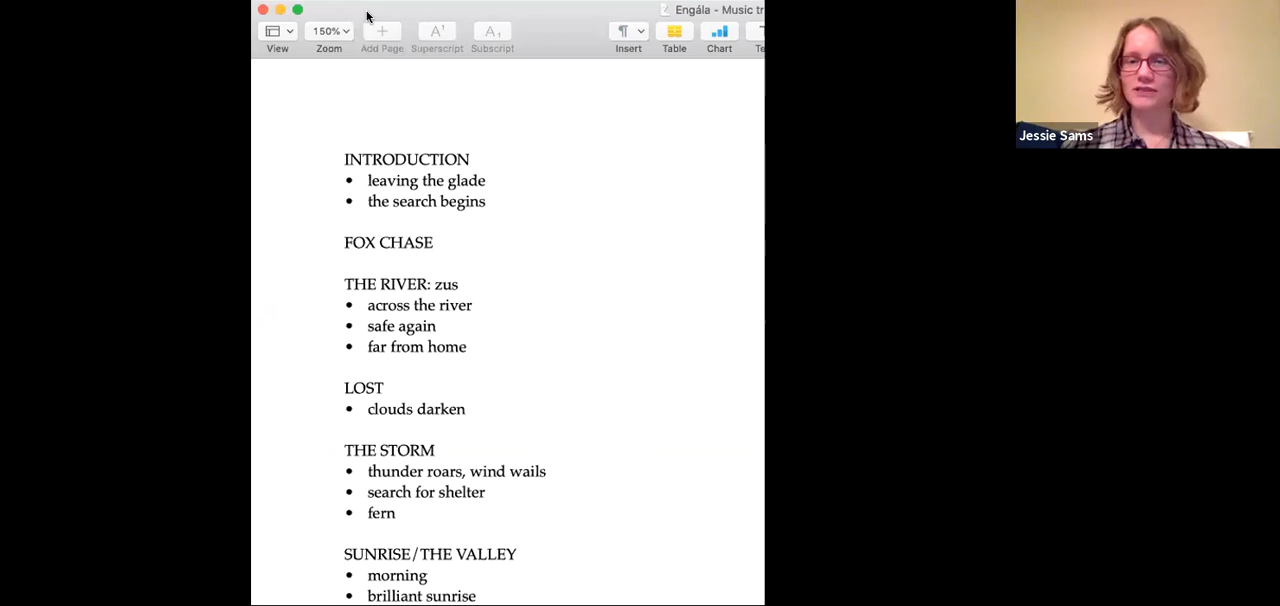 Engála - Music tr
150%
View
Zoom
Add Page
Superscript
Subscript
Insert
Table
Chart
Te
INTRODUCTION
• leaving the glade
• the search begins
FOX CHASE
THE RIVER: zus
• across the river
• safe again
• far from home
LOST
• clouds darken
THE STORM
• thunder roars, wind wails
• search for shelter
• fern
SUNRISE/THE VALLEY
• morning
• brilliant sunrise
Jessie Sams